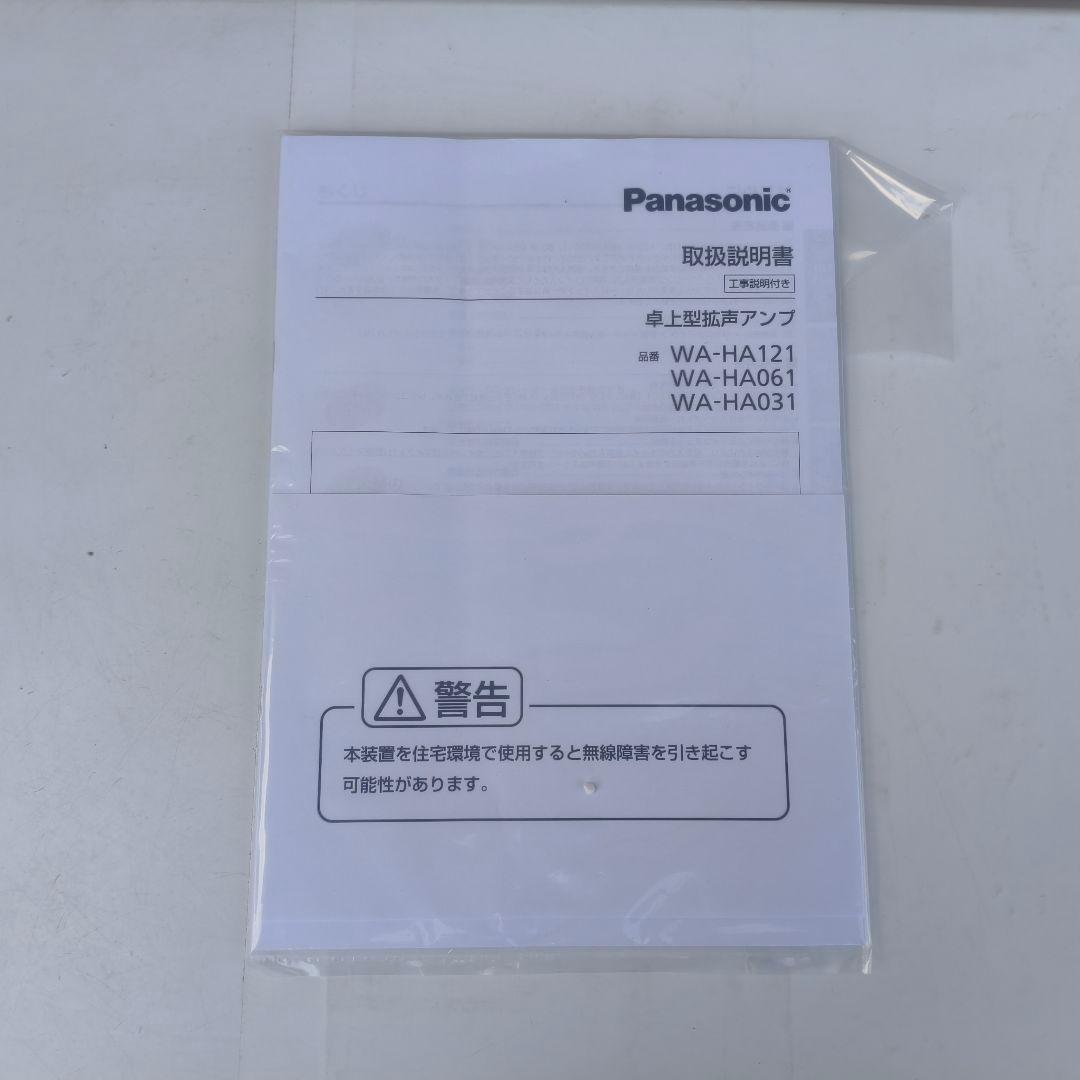 Panasonic®
取扱説明書
工事説明付き
卓上型拡声アンプ
品番 WA-HA121
WA-HA061
WA-HA031
警告
本装置を住宅環境で使用すると無線障害を引き起こす
可能性があります。